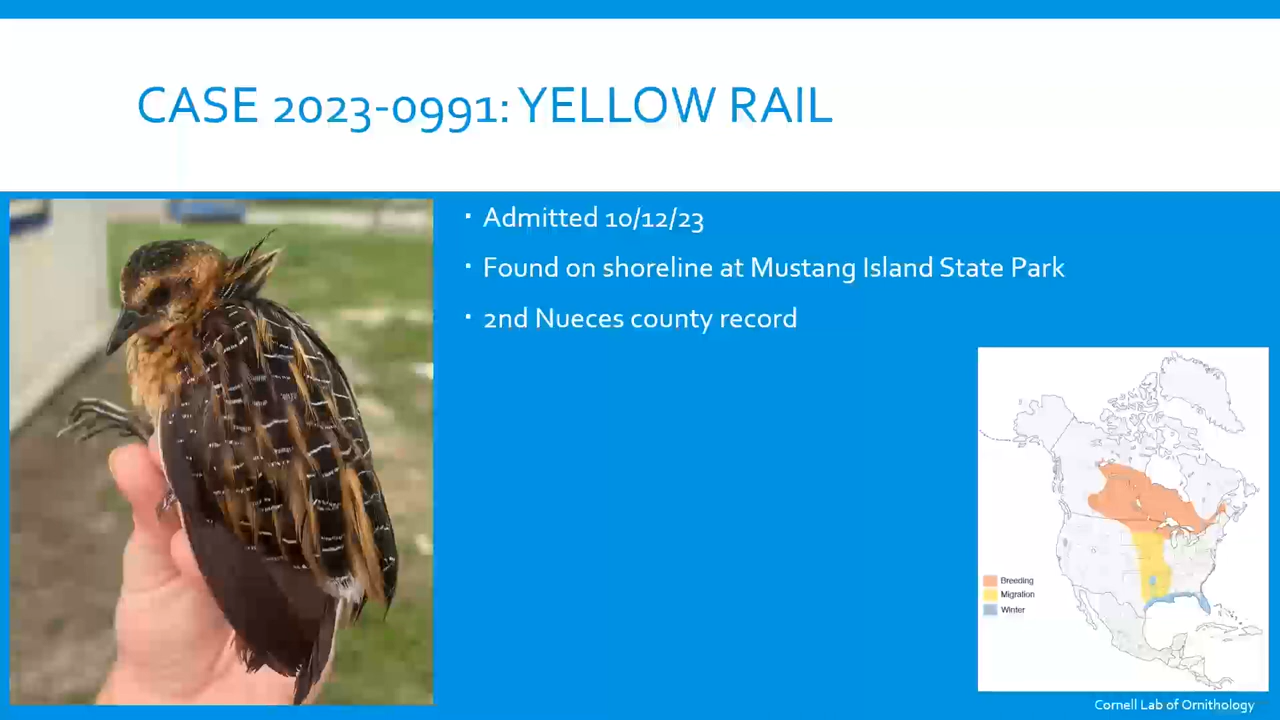 CASE 2023-0991: YELLOW RAIL
Admitted 10/12/23
Found on shoreline at Mustang Island State Park
2nd Nueces county record
Breeding
Migration
Winter
Cornell Lab of Ornithology